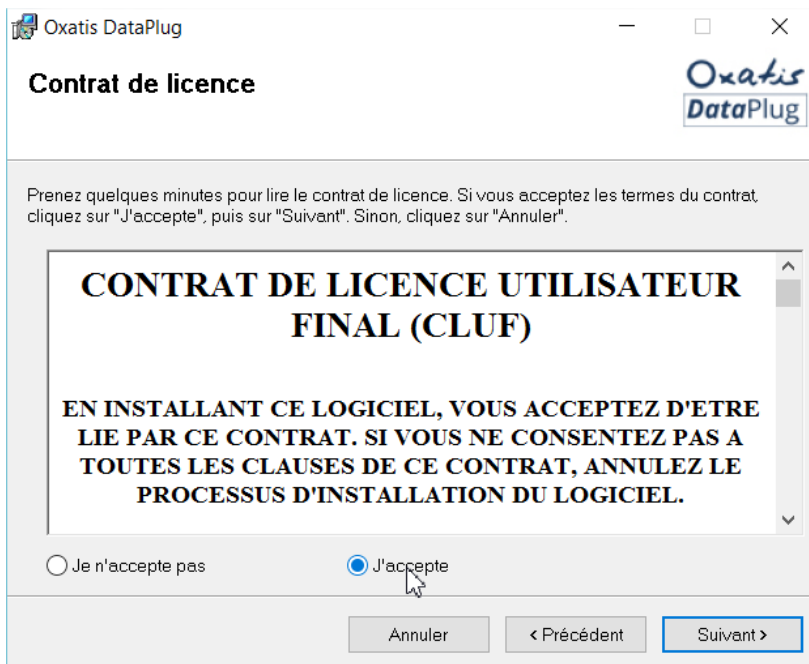 Oxatis DataPlug
Contrat de licence
Oxatis
DataPlug
Prenez quelques minutes pour lire le contrat de licence. Si vous acceptez les termes du contrat,
cliquez sur "J'accepte", puis sur "Suivant". Sinon, cliquez sur "Annuler".
CONTRAT DE LICENCE UTILISATEUR
FINAL (CLUF)
EN INSTALLANT CE LOGICIEL, VOUS ACCEPTEZ D'ETRE
LIE PAR CE CONTRAT. SI VOUS NE CONSENTEZ PAS A
TOUTES LES CLAUSES DE CE CONTRAT, ANNULEZ LE
PROCESSUS D'INSTALLATION DU LOGICIEL.
Je n'accepte pas J'accepte
Annuler < Précédent Suivant >